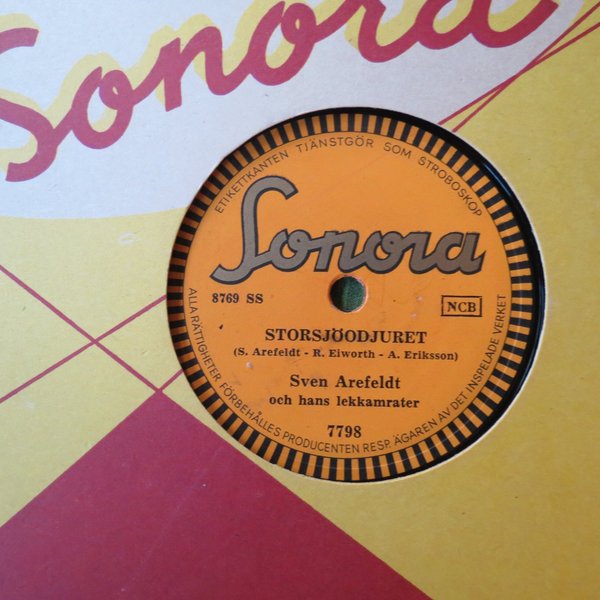 Sonora
ETIKETTKANTEN TJÄNSTGÖR SOM STROBOSKOP
Sonora
8769 SS
NCB
STORSJÖODJURET
(S. Arefeldt - R. Elworth - A. Eriksson)
Sven Arefeldt
och hans lekkamrater
7798
ALLA RÄTTIGHETER FÖRBEHÅLLES PRODUCENTEN RESP. ÄGAREN AV DET INSPELADE VERKET